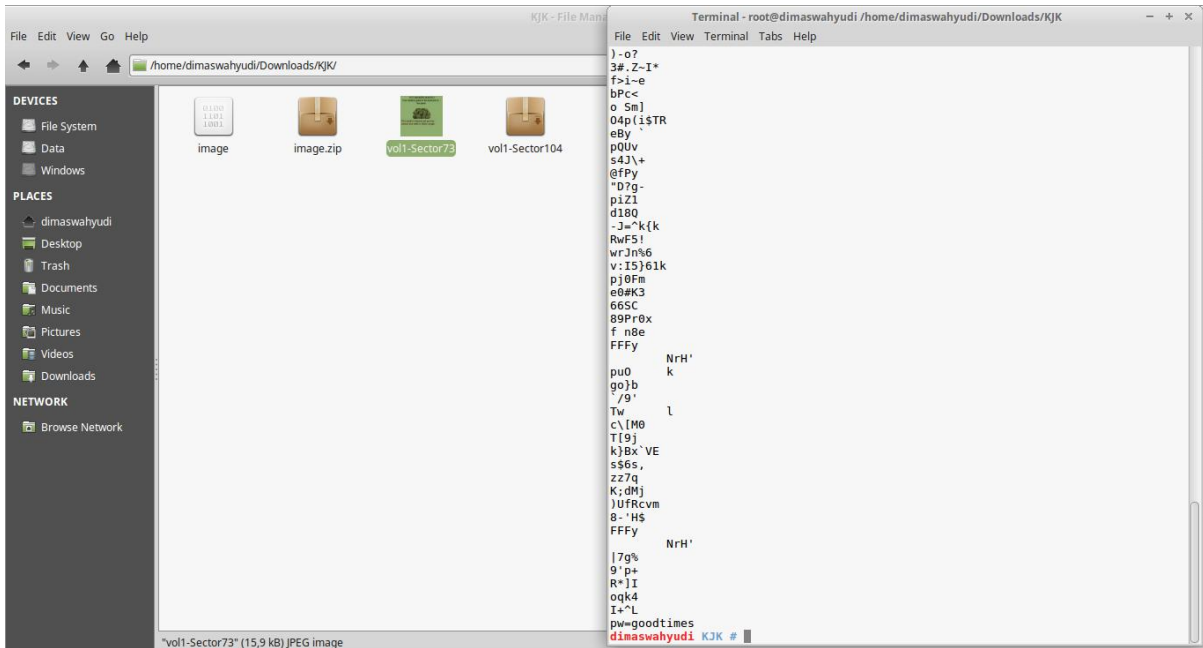 KJK - File Mana
File Edit View Go Help
/home/dimaswahyudi/Downloads/KJK/
DEVICES
File System
Data
Windows
PLACES
dimaswahyudi
Desktop
Trash
Documents
Music
Pictures
Videos
Downloads
NETWORK
Browse Network
0100
1101
1001
image
image.zip
vol1-Sector73
vol1-Sector104
"vol1-Sector73" (15,9 kB) JPEG image
Terminal - root@dimaswahyudi /home/dimaswahyudi/Downloads/KJK
File Edit View Terminal Tabs Help
)-o?
3#.Z~I*
f>i~e
bPc<
o Sm]
O4p(i$TR
eBy `
pQUv
s4J\+
@fPy
"D?g-
piZ1
d18Q
-J=^k{k
RwF5!
wrJn%6
v:I5}61k
pj0Fm
e0#K3
66SC
89Pr0x
f n8e
FFFy
NrH'
puO k
go}b
`/9'
Tw l
c\[M0
T[9j
k}Bx`VE
s$6s,
zz7q
K;dMj
)UfRcvm
8-'H$
FFFy
NrH'
|7g%
9'p+
R*]I
oqk4
I+^L
pw=goodtimes
dimaswahyudi KJK #